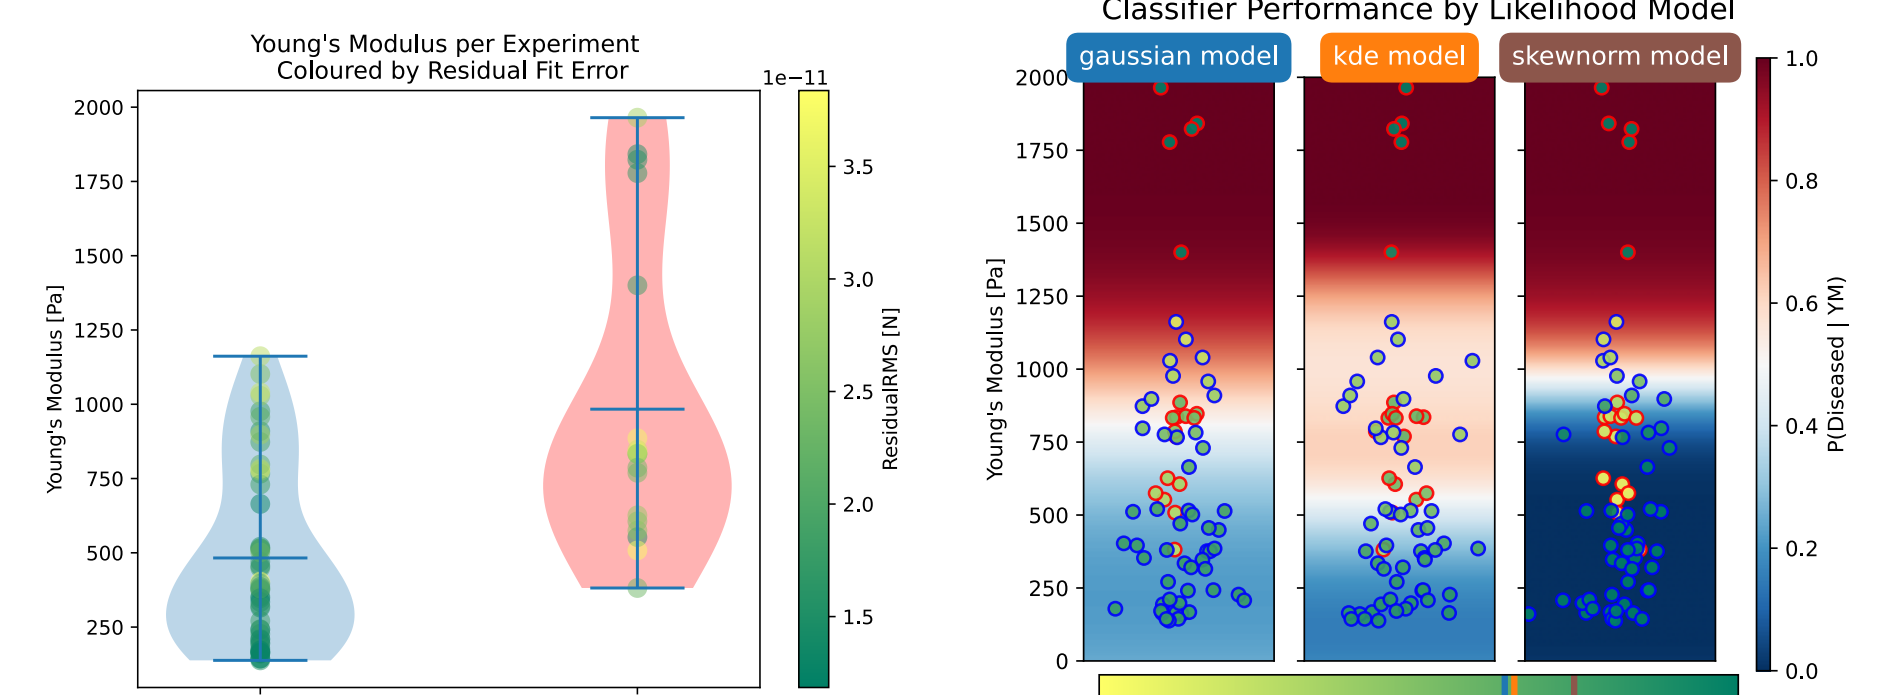 Young's Modulus per Experiment
Coloured by Residual Fit Error
1e−11
2000
1750
1500
1250
1000
750
500
250
Young's Modulus [Pa]
3.5
3.0
2.5
2.0
1.5
ResidualRMS [N]
Classifier Performance by Likelihood Model
gaussian model
kde model
skewnorm model
2000
1750
1500
1250
1000
750
500
250
0
Young's Modulus [Pa]
1.0
0.8
0.6
0.4
0.2
0.0
P(Diseased | YM)